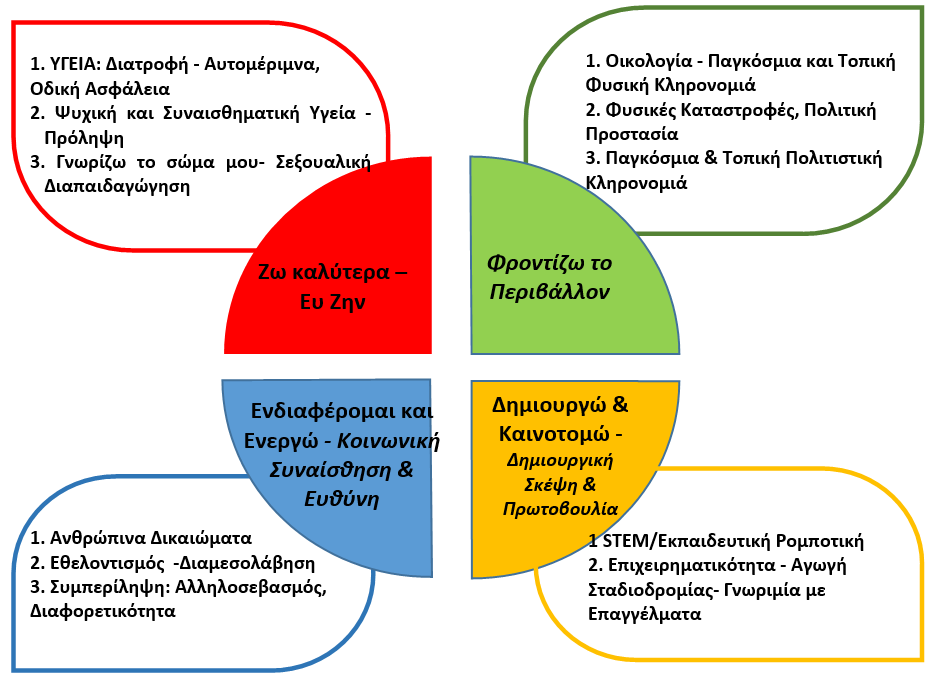 1. ΥΓΕΙΑ: Διατροφή - Αυτομέριμνα,
Οδική Ασφάλεια
2. Ψυχική και Συναισθηματική Υγεία -
Πρόληψη
3. Γνωρίζω το σώμα μου- Σεξουαλική
Διαπαιδαγώγηση
1. Οικολογία - Παγκόσμια και Τοπική
Φυσική Κληρονομιά
2. Φυσικές Καταστροφές, Πολιτική
Προστασία
3. Παγκόσμια & Τοπική Πολιτιστική
Κληρονομιά
Ζω καλύτερα –
Ευ Ζην
Φροντίζω το
Περιβάλλον
Ενδιαφέρομαι και
Ενεργώ - Κοινωνική
Συναίσθηση &
Ευθύνη
Δημιουργώ &
Καινοτομώ -
Δημιουργική
Σκέψη &
Πρωτοβουλία
1. Ανθρώπινα Δικαιώματα
2. Εθελοντισμός -Διαμεσολάβηση
3. Συμπερίληψη: Αλληλοσεβασμός,
Διαφορετικότητα
1 STEM/Εκπαιδευτική Ρομποτική
2. Επιχειρηματικότητα - Αγωγή
Σταδιοδρομίας- Γνωριμία με
Επαγγέλματα